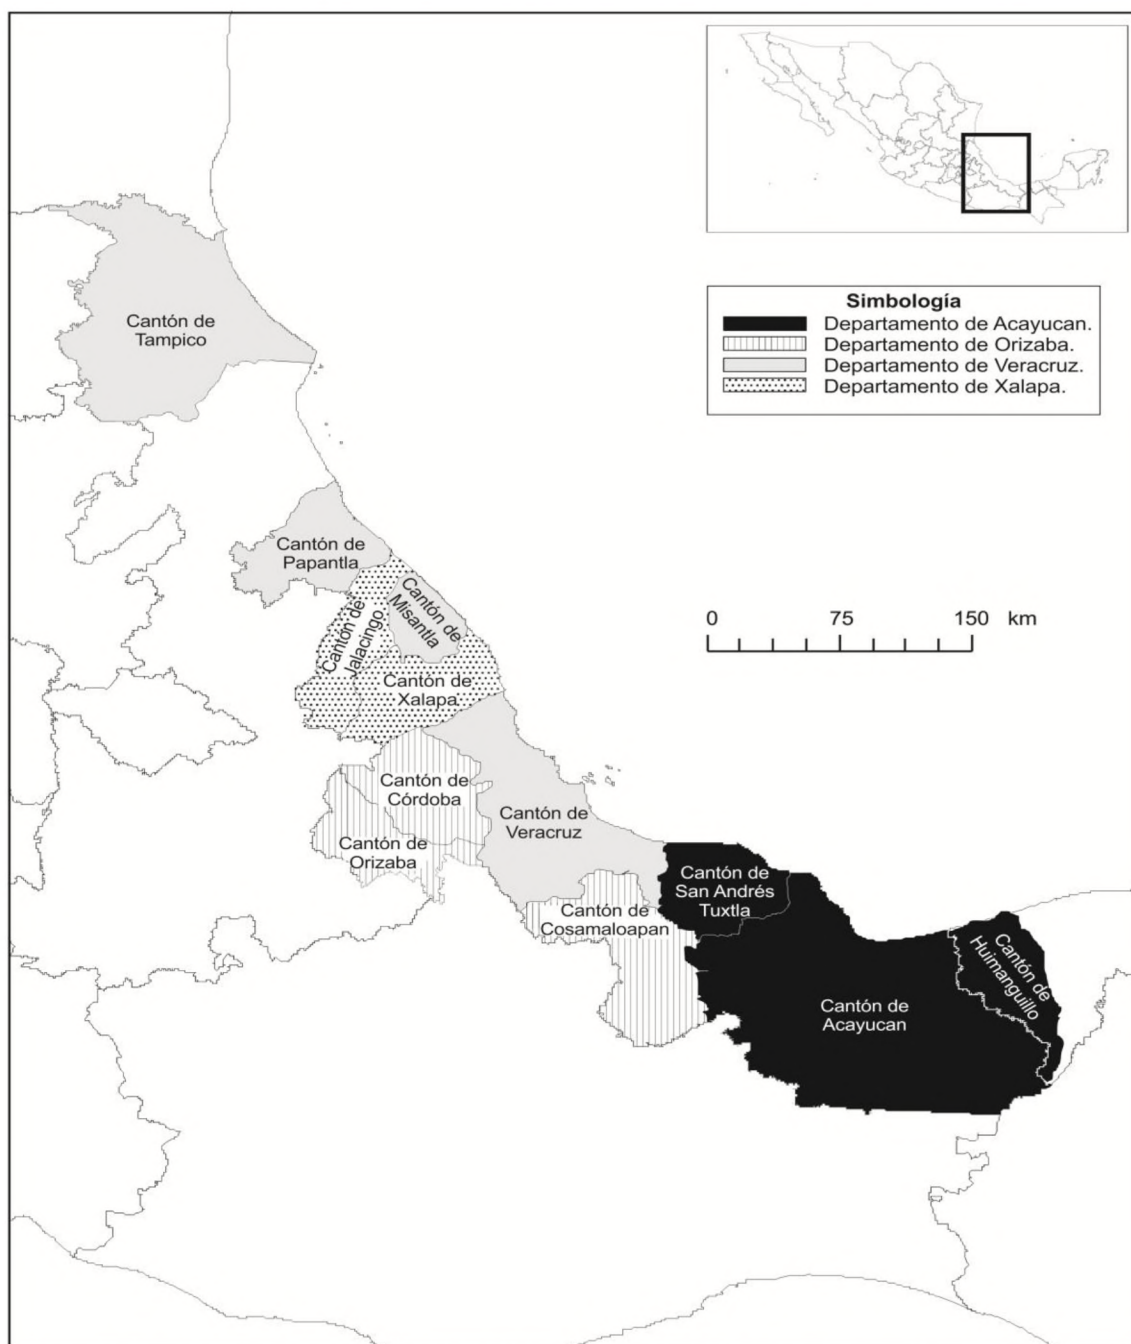 Simbología
Departamento de Acayucan.
Departamento de Orizaba.
Departamento de Veracruz.
Departamento de Xalapa.
Cantón de
Tampico
Cantón de
Papantla
Cantón de
Misantla
Cantón de
Jalacingo
Cantón de
Xalapa
0 75 150 km
Cantón de
Córdoba
Cantón de
Veracruz
Cantón de
Orizaba
Cantón de
San Andrés
Tuxtla
Cantón de
Cosamaloapan
Cantón de
Huimanguillo
Cantón de
Acayucan